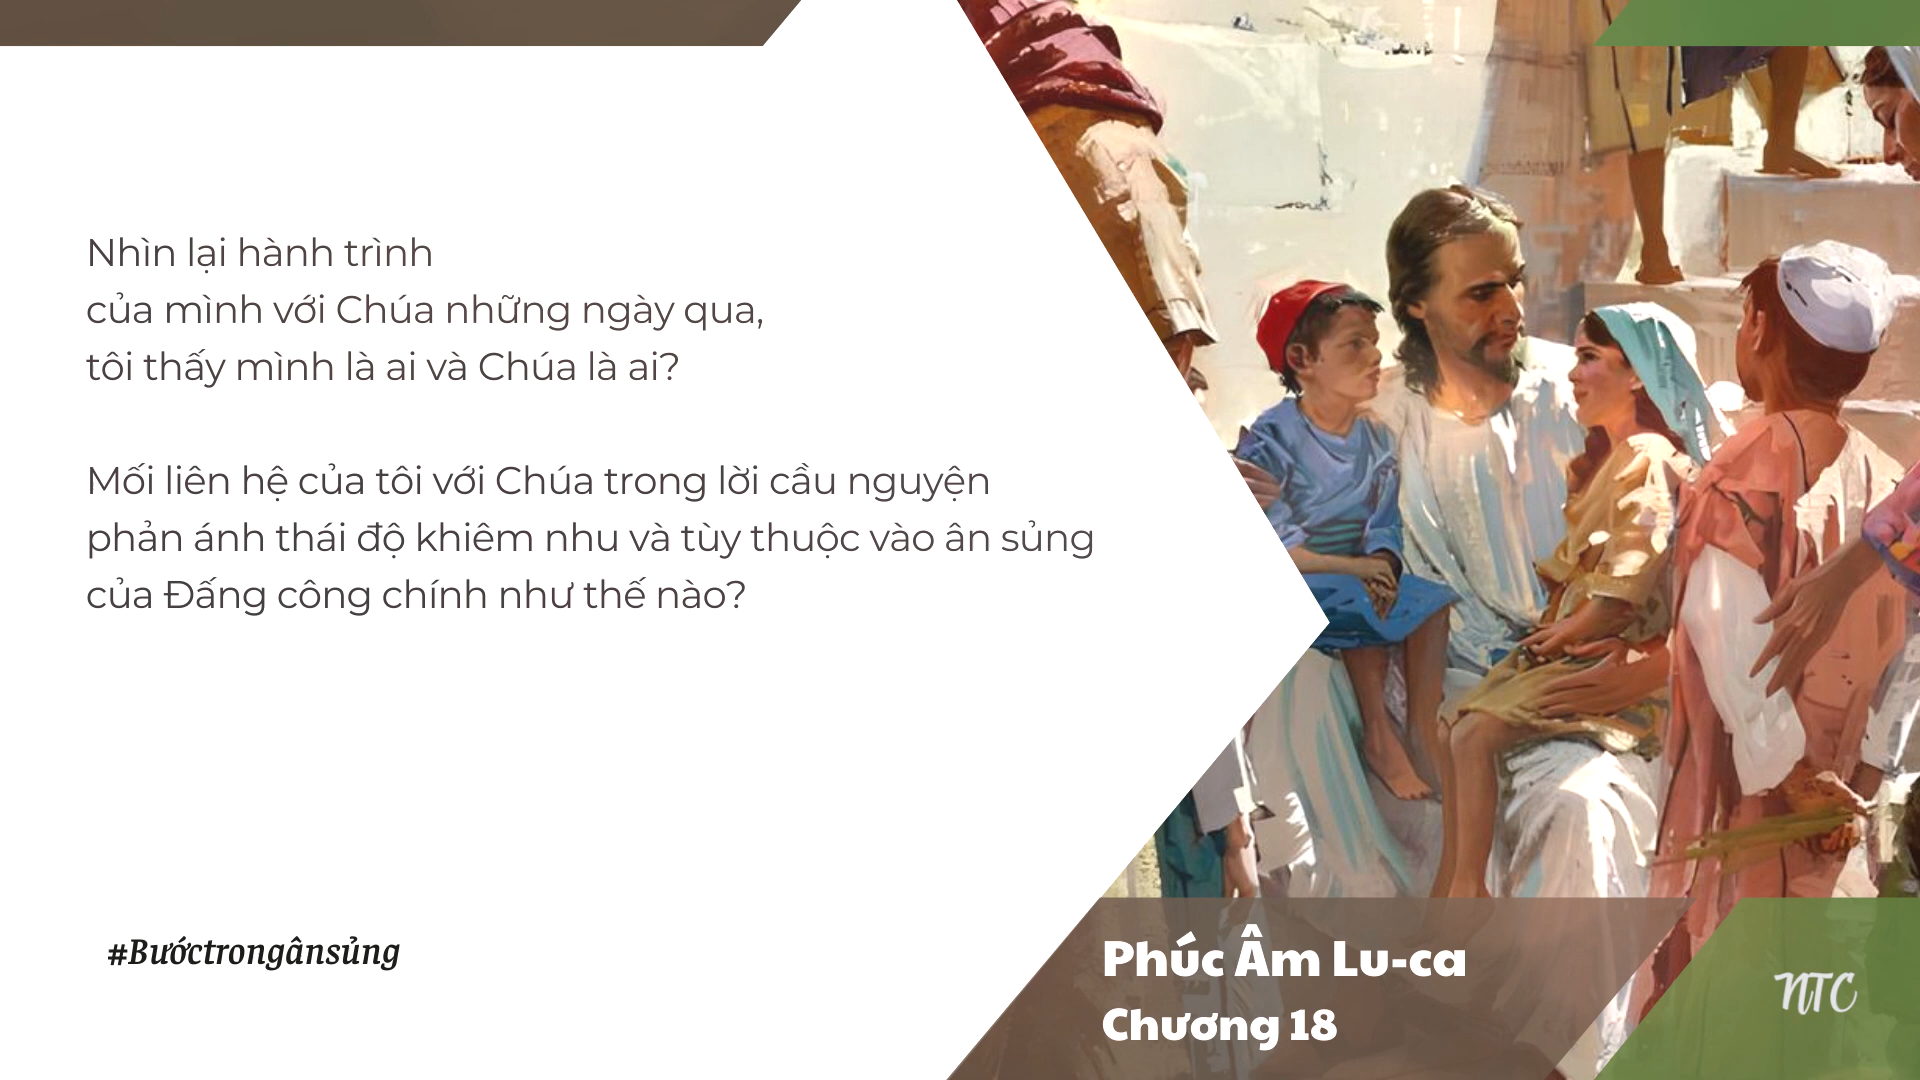 Nhìn lại hành trình
của mình với Chúa những ngày qua,
tôi thấy mình là ai và Chúa là ai?
Mối liên hệ của tôi với Chúa trong lời cầu nguyện
phản ánh thái độ khiêm nhu và tùy thuộc vào ân sủng
của Đấng công chính như thế nào?
#Bướctrongânsủng
Phúc Âm Lu-ca
Chương 18
NTC